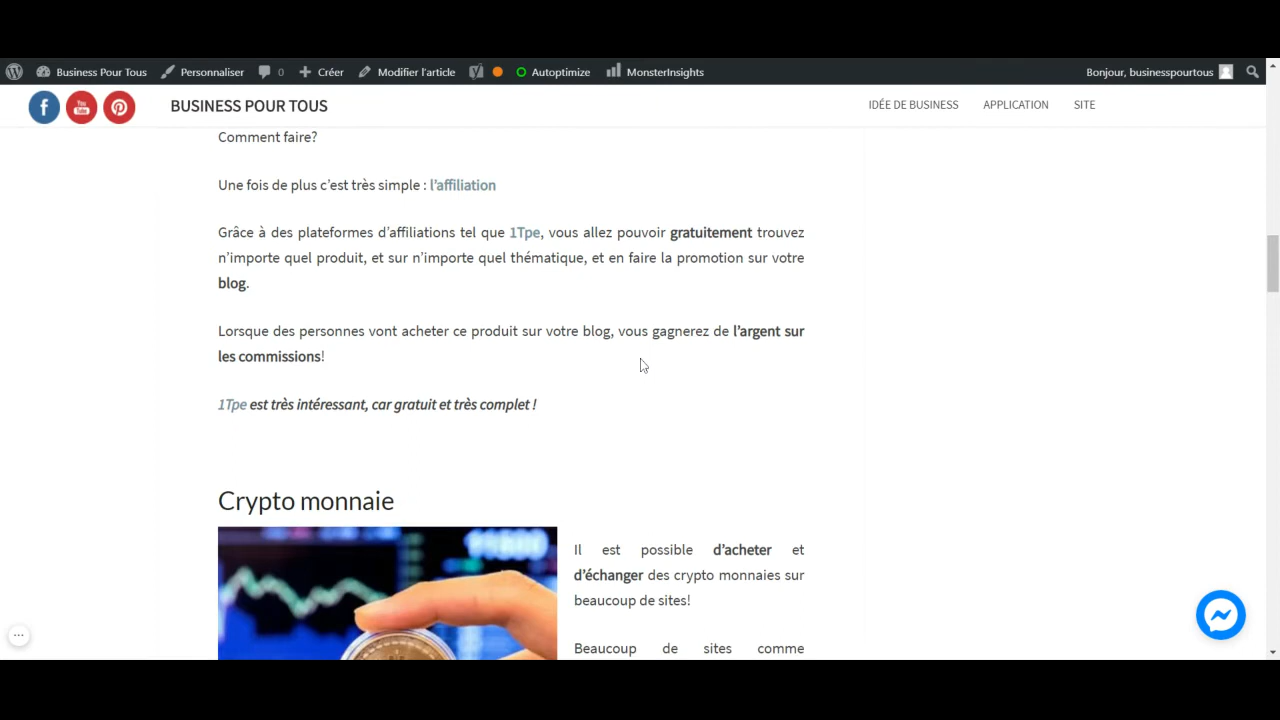 Business Pour Tous Personnaliser 0 Créer Modifier l'article Autoptimize MonsterInsights Bonjour, businesspourtous
f You Tube BUSINESS POUR TOUS IDÉE DE BUSINESS APPLICATION SITE
Comment faire?
Une fois de plus c'est très simple : l'affiliation
Grâce à des plateformes d'affiliations tel que 1Tpe, vous allez pouvoir gratuitement trouvez
n'importe quel produit, et sur n'importe quel thématique, et en faire la promotion sur votre
blog.
Lorsque des personnes vont acheter ce produit sur votre blog, vous gagnerez de l'argent sur
les commissions!
1Tpe est très intéressant, car gratuit et très complet !
Crypto monnaie
Il est possible d'acheter et
d'échanger des crypto monnaies sur
beaucoup de sites!
Beaucoup de sites comme